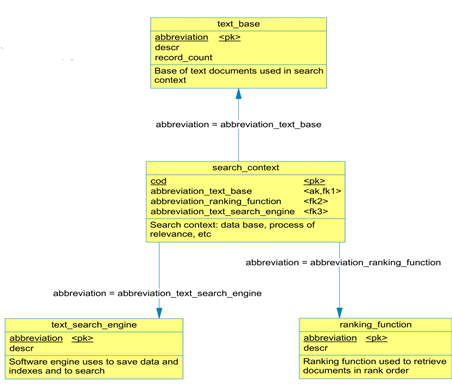 text_base
abbreviation <pk>
descr
record_count
Base of text documents used in search
context
abbreviation = abbreviation_text_base
search_context
cod <pk>
abbreviation_text_base <ak,fk1>
abbreviation_ranking_function <fk2>
abbreviation_text_search_engine <fk3>
Search context: data base, process of
relevance, etc
abbreviation = abbreviation_ranking_function
abbreviation = abbreviation_text_search_engine
text_search_engine
abbreviation <pk>
descr
Software engine uses to save data and
indexes and to search
ranking_function
abbreviation <pk>
descr
Ranking function used to retrieve
documents in rank order